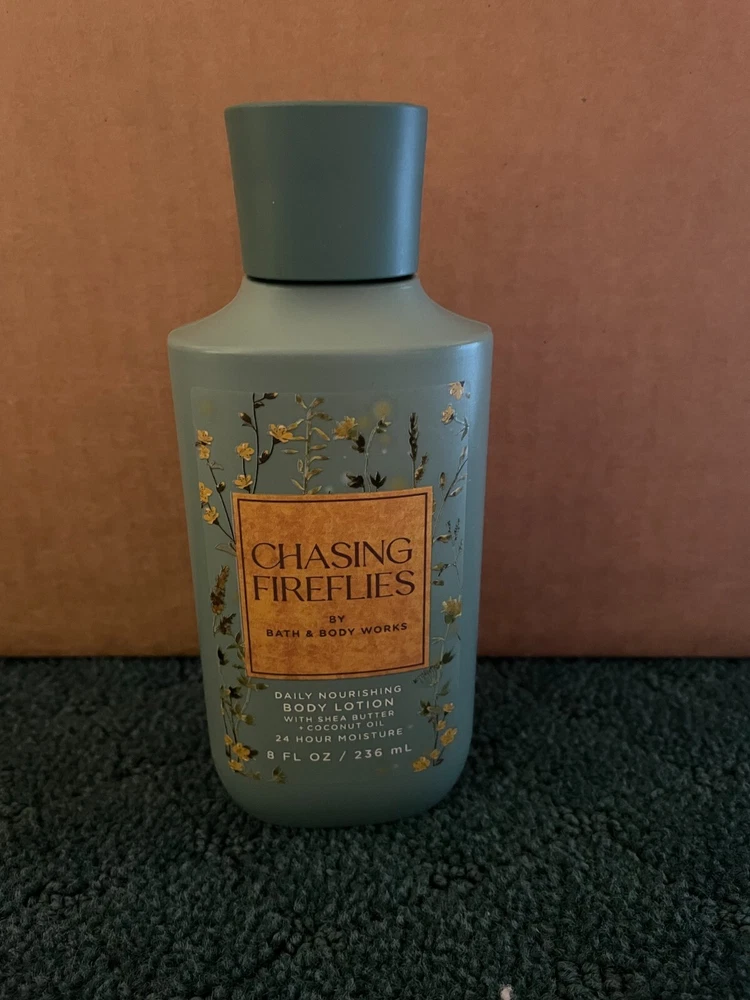 CHASING
FIREFLIES
BY
BATH & BODY WORKS
DAILY NOURISHING
BODY LOTION
WITH SHEA BUTTER
+ COCONUT OIL
24 HOUR MOISTURE
8 FL OZ / 236 mL